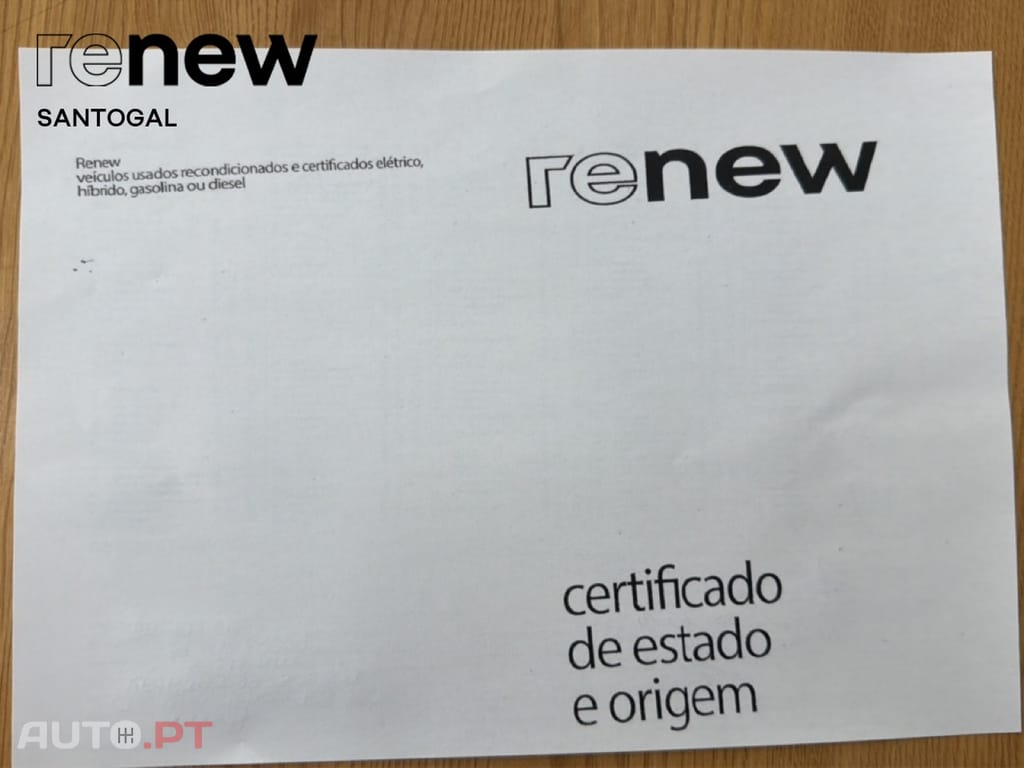 renew
SANTOGAL
Renew
veículos usados recondicionados e certificados elétrico,
híbrido, gasolina ou diesel
renew
certificado
de estado
e origem
AUTO.PT